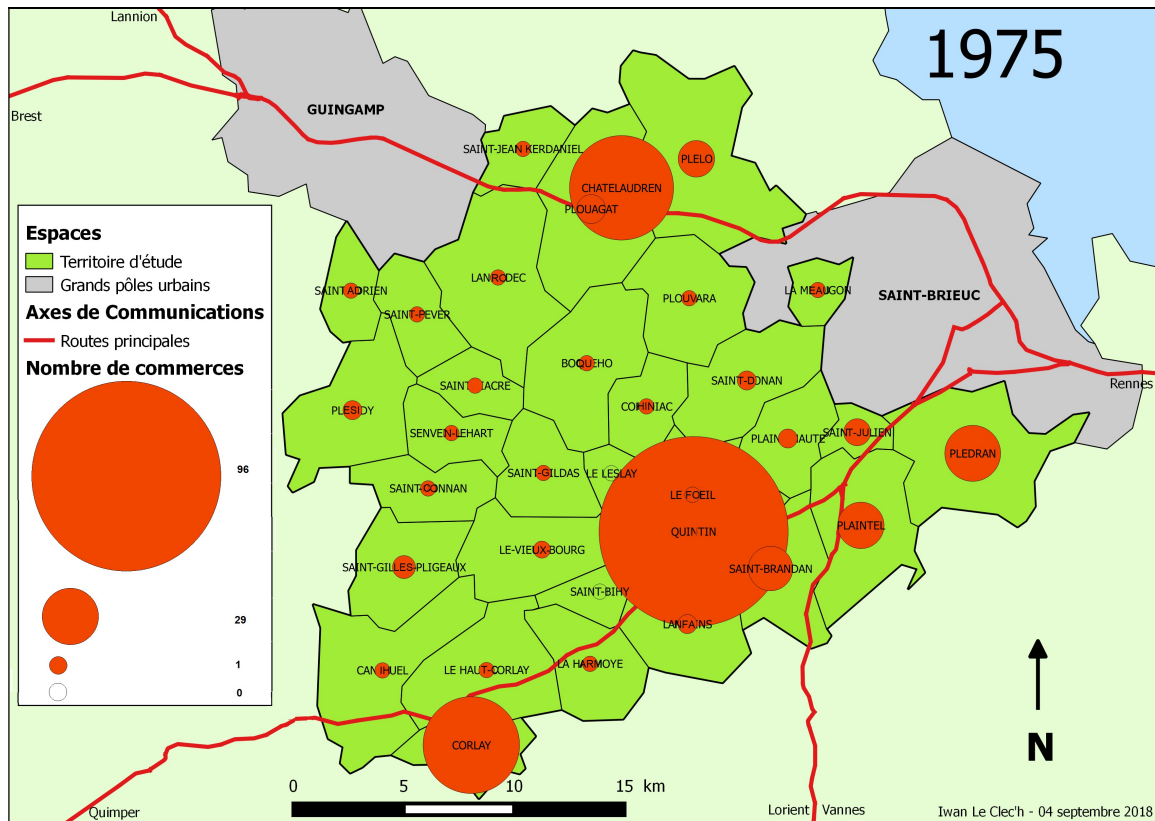 Lannion
1975
GUINGAMP
Brest
SAINT-JEAN KERDANIEL
PLELO
CHATELAUDREN
PLOUAGAT
Espaces
Territoire d'étude
Grands pôles urbains
Axes de Communications
Routes principales
Nombre de commerces
96
29
1
0
LANRODEC
SAINT ADRIEN
SAINT-FEVER
PLOUVARA
LA MEAUGON
SAINT-BRIEUC
BOQUEHO
SAINT-DONAN
SAINT FIACRE
Rennes
PLESIDY
COHINIAC
SENVEN-LEHART
PLAINE HAUTE
SAINT-JULIEN
PLEDRAN
SAINT-GILDAS
LE LESLAY
SAINT-CONNAN
LE FOEIL
QUINTIN
PLAINTEL
LE-VIEUX-BOURG
SAINT-GILLES-PLIGEAUX
SAINT-BRANDAN
SAINT-BIHY
LANFAINS
CANIHUEL
LE HAUT-CORLAY
LA HARMOYE
CORLAY
N
0 5 10 15 km
Quimper
Lorient
Vannes
Iwan Le Clec'h - 04 septembre 2018